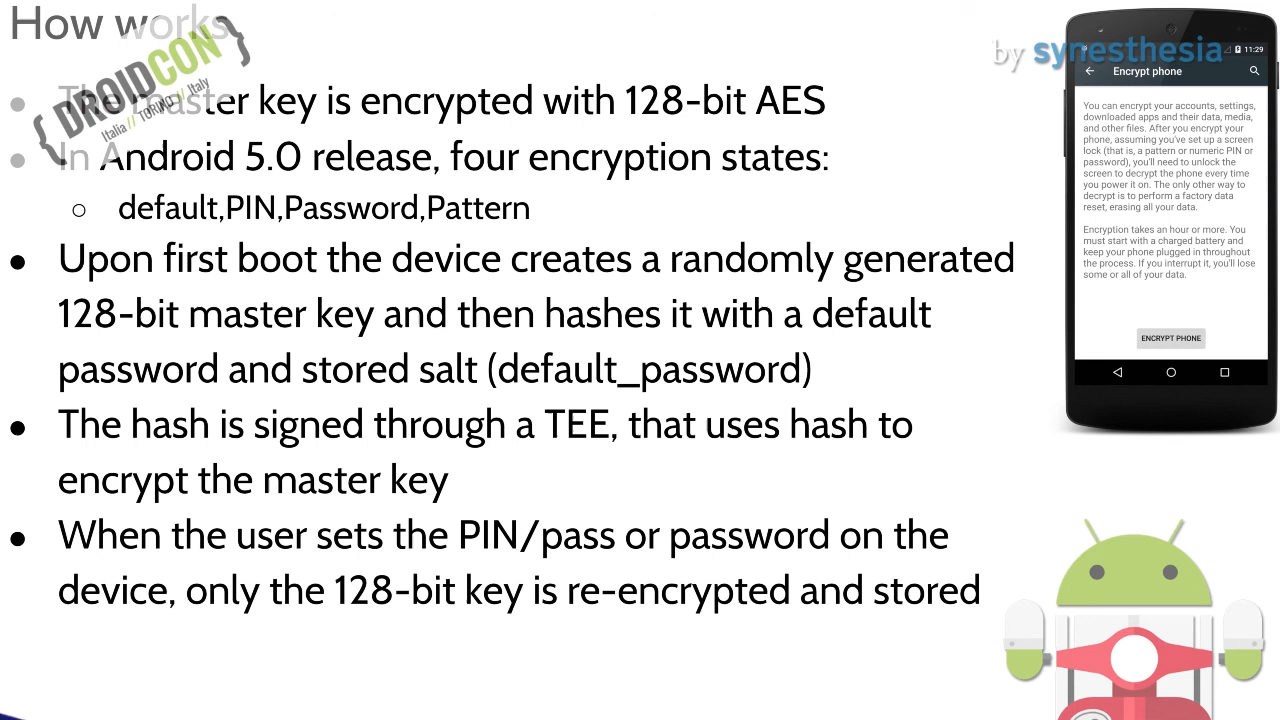 How works
The master key is encrypted with 128-bit AES
In Android 5.0 release, four encryption states:
default,PIN,Password,Pattern
Upon first boot the device creates a randomly generated
128-bit master key and then hashes it with a default
password and stored salt (default_password)
The hash is signed through a TEE, that uses hash to
encrypt the master key
When the user sets the PIN/pass or password on the
device, only the 128-bit key is re-encrypted and stored
{DROIDCON}
Italia // TORINO // Italy
by synesthesia
11:29
Encrypt phone
You can encrypt your accounts, settings,
downloaded apps and their data, media,
and other files. After you encrypt your
phone, assuming you've set up a screen
lock (that is, a pattern or numeric PIN or
password), you'll need to unlock the
screen to decrypt the phone every time
you power it on. The only other way to
decrypt is to perform a factory data
reset, erasing all your data.
Encryption takes an hour or more. You
must start with a charged battery and
keep your phone plugged in throughout
the process. If you interrupt it, you'll lose
some or all of your data.
ENCRYPT PHONE